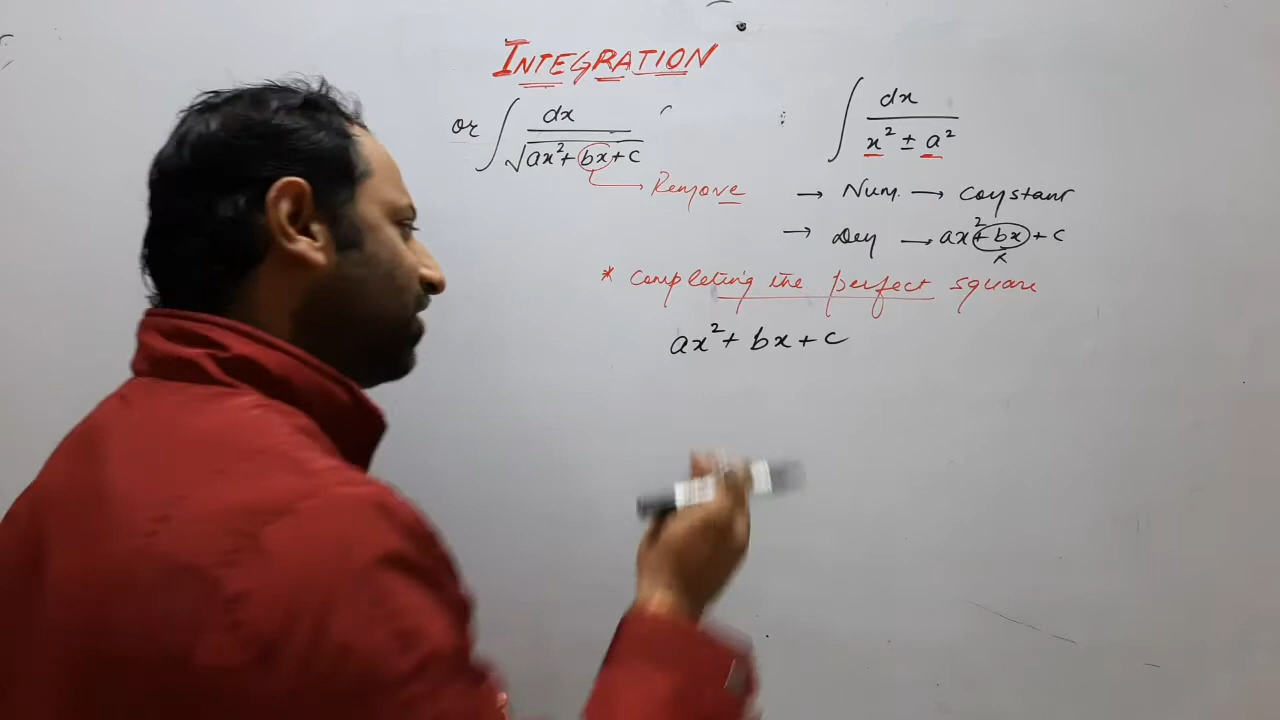 INTEGRATION
or ∫ dx / √(ax² + bx + c)
Remove
∫ dx / (x² ± a²)
→ Num. → Constant
→ Den → ax² + bx + c
x
* Completing the perfect square
ax² + bx + c